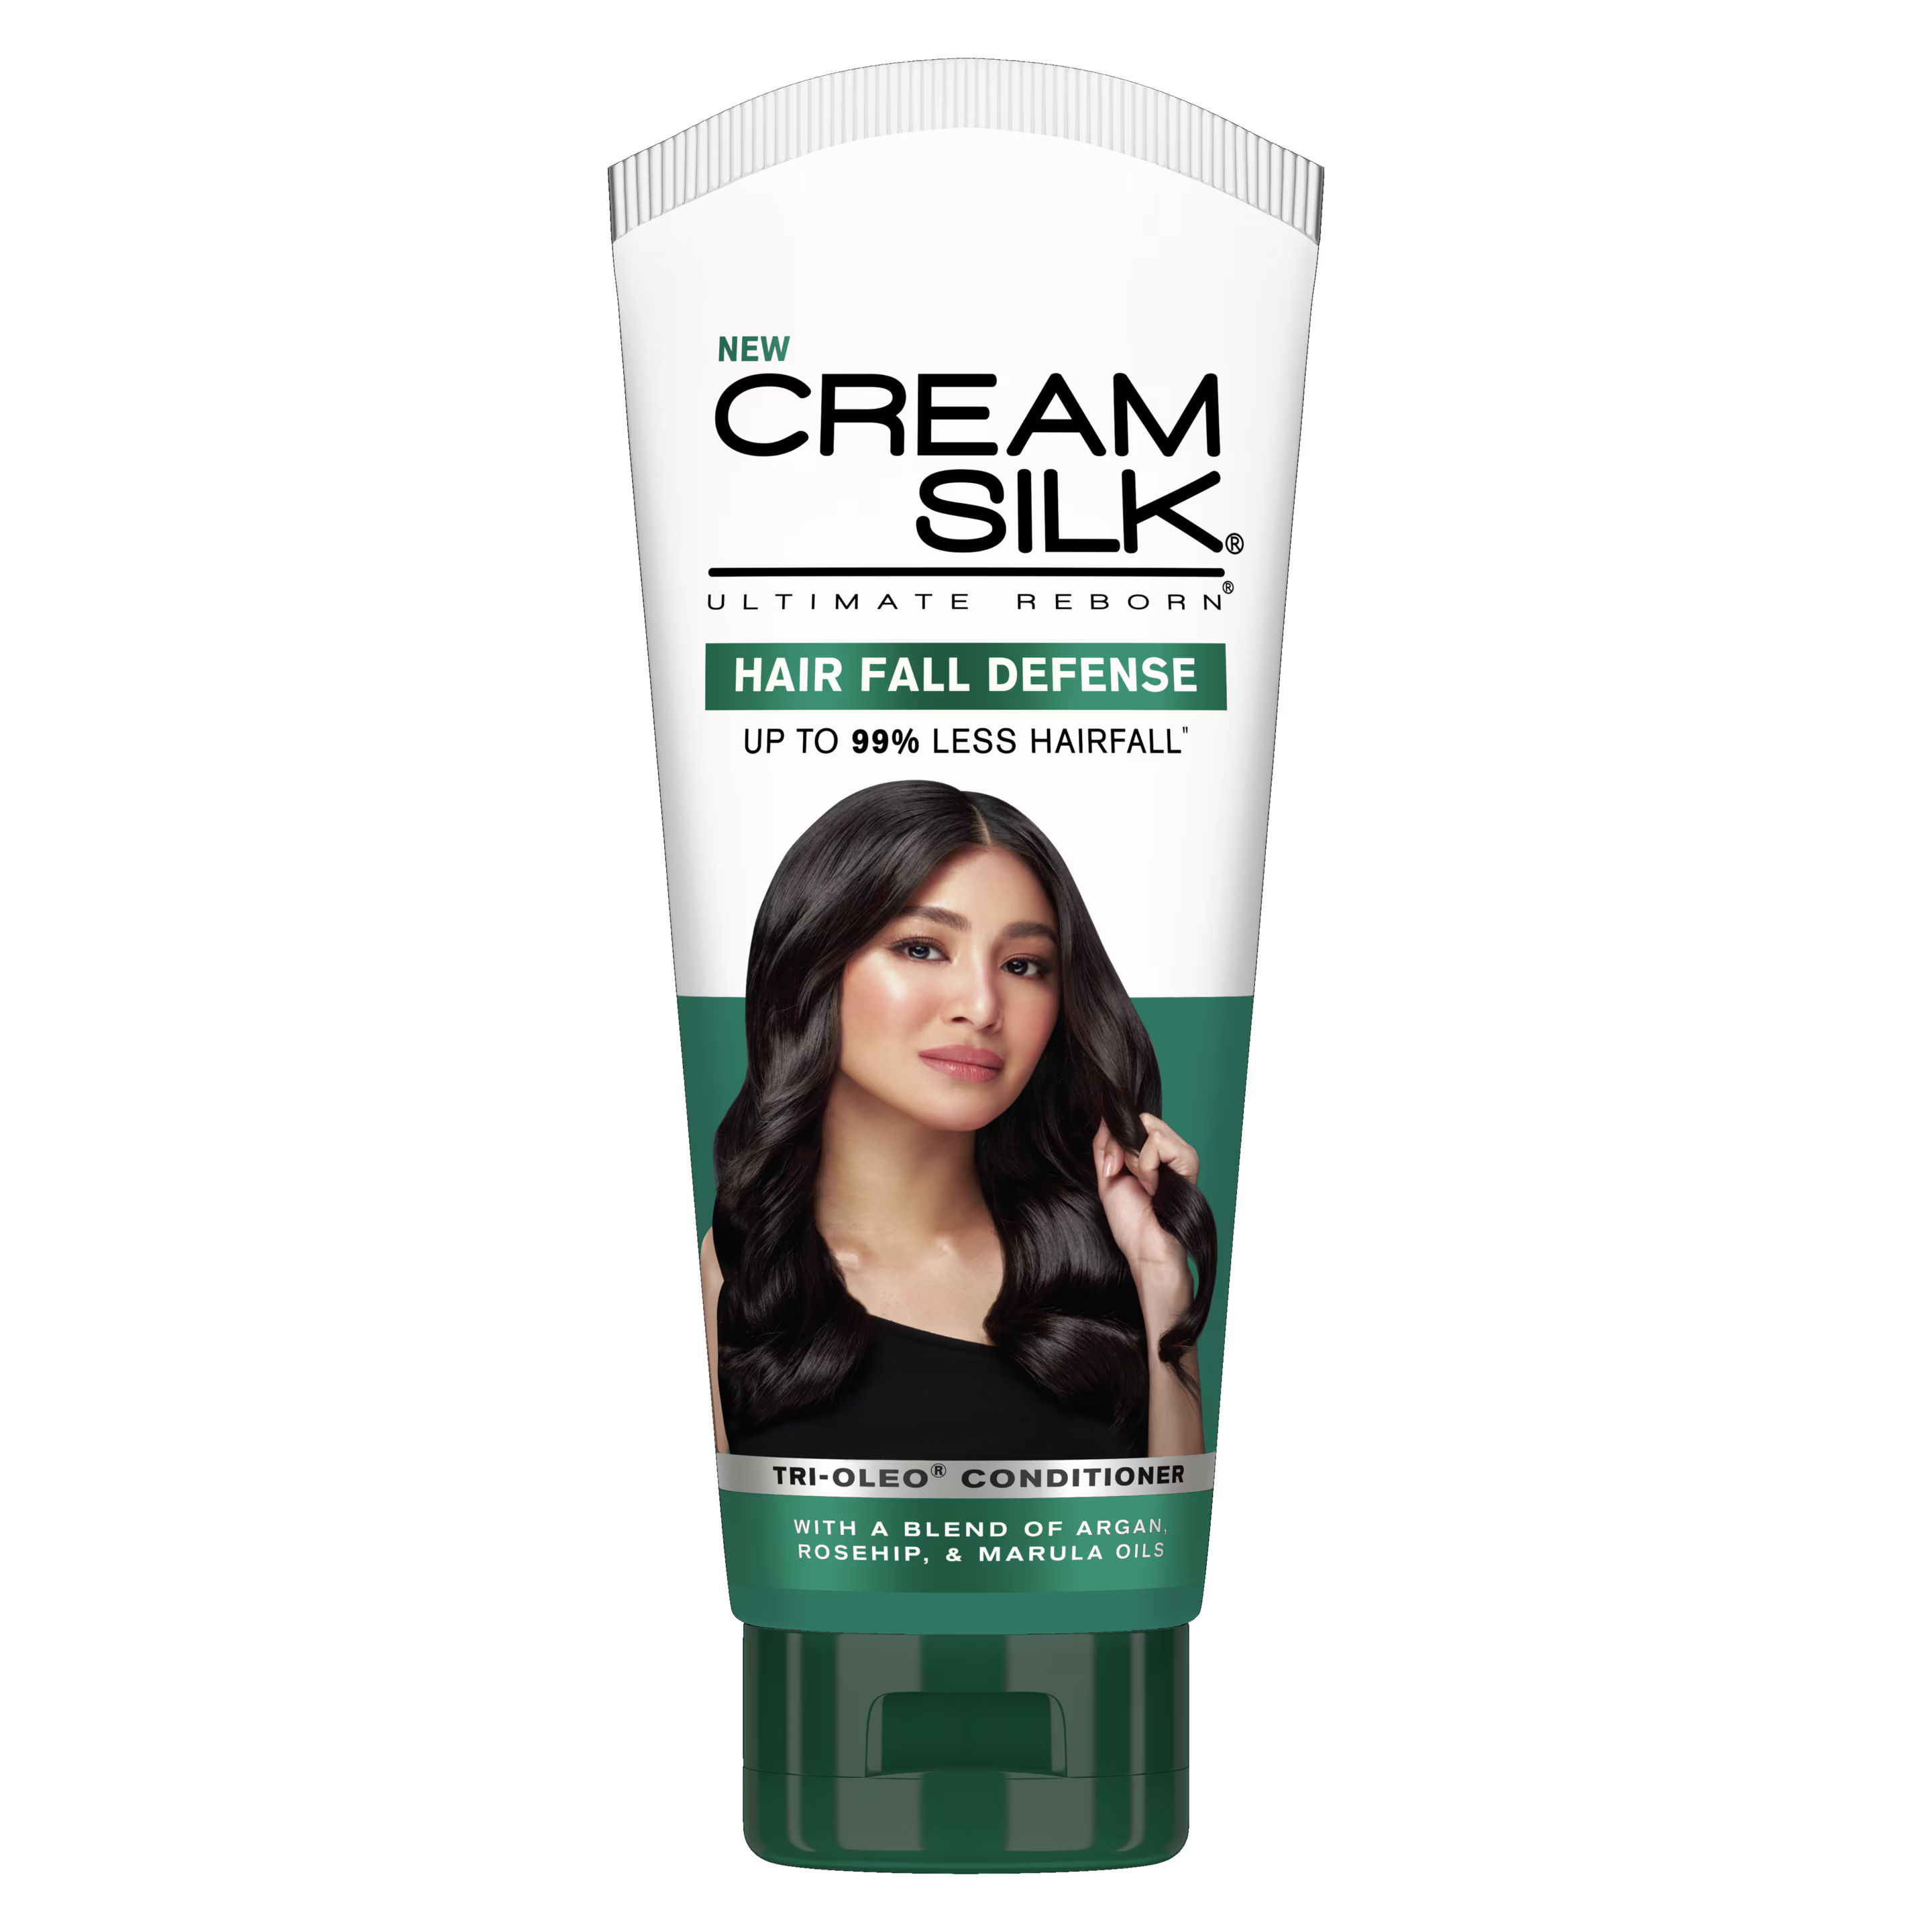 NEW
CREAM
SILK®
ULTIMATE REBORN®
HAIR FALL DEFENSE
UP TO 99% LESS HAIRFALL"
TRI-OLEO® CONDITIONER
WITH A BLEND OF ARGAN,
ROSEHIP, & MARULA OILS